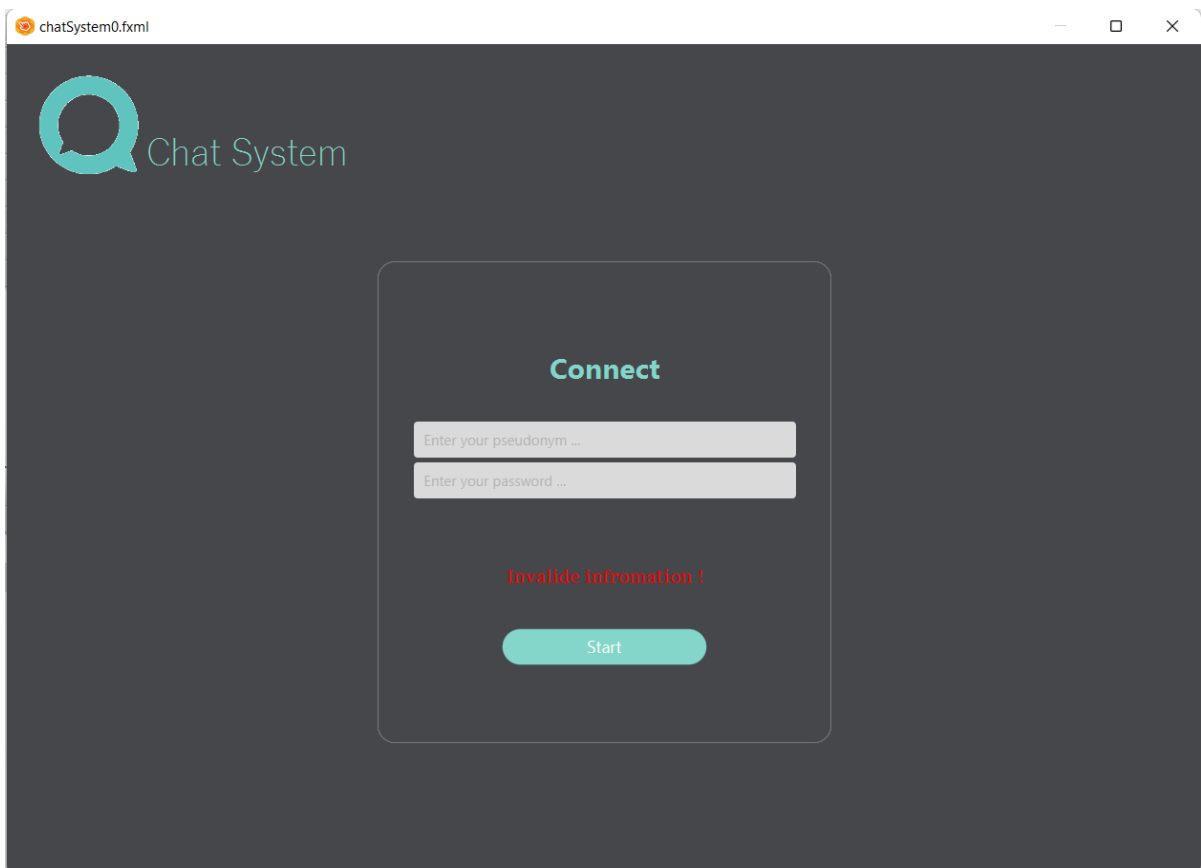 chatSystem0.fxml
Chat System
Connect
Enter your pseudonym ...
Enter your password ...
Invalide infromation !
Start